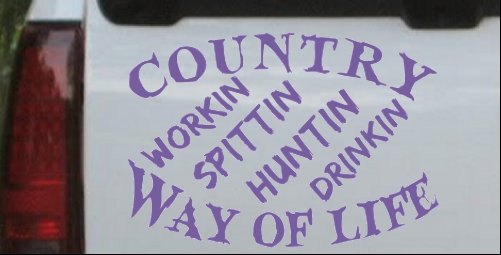 COUNTRY
WORKIN
SPITTIN
HUNTIN
DRINKIN
WAY OF LIFE